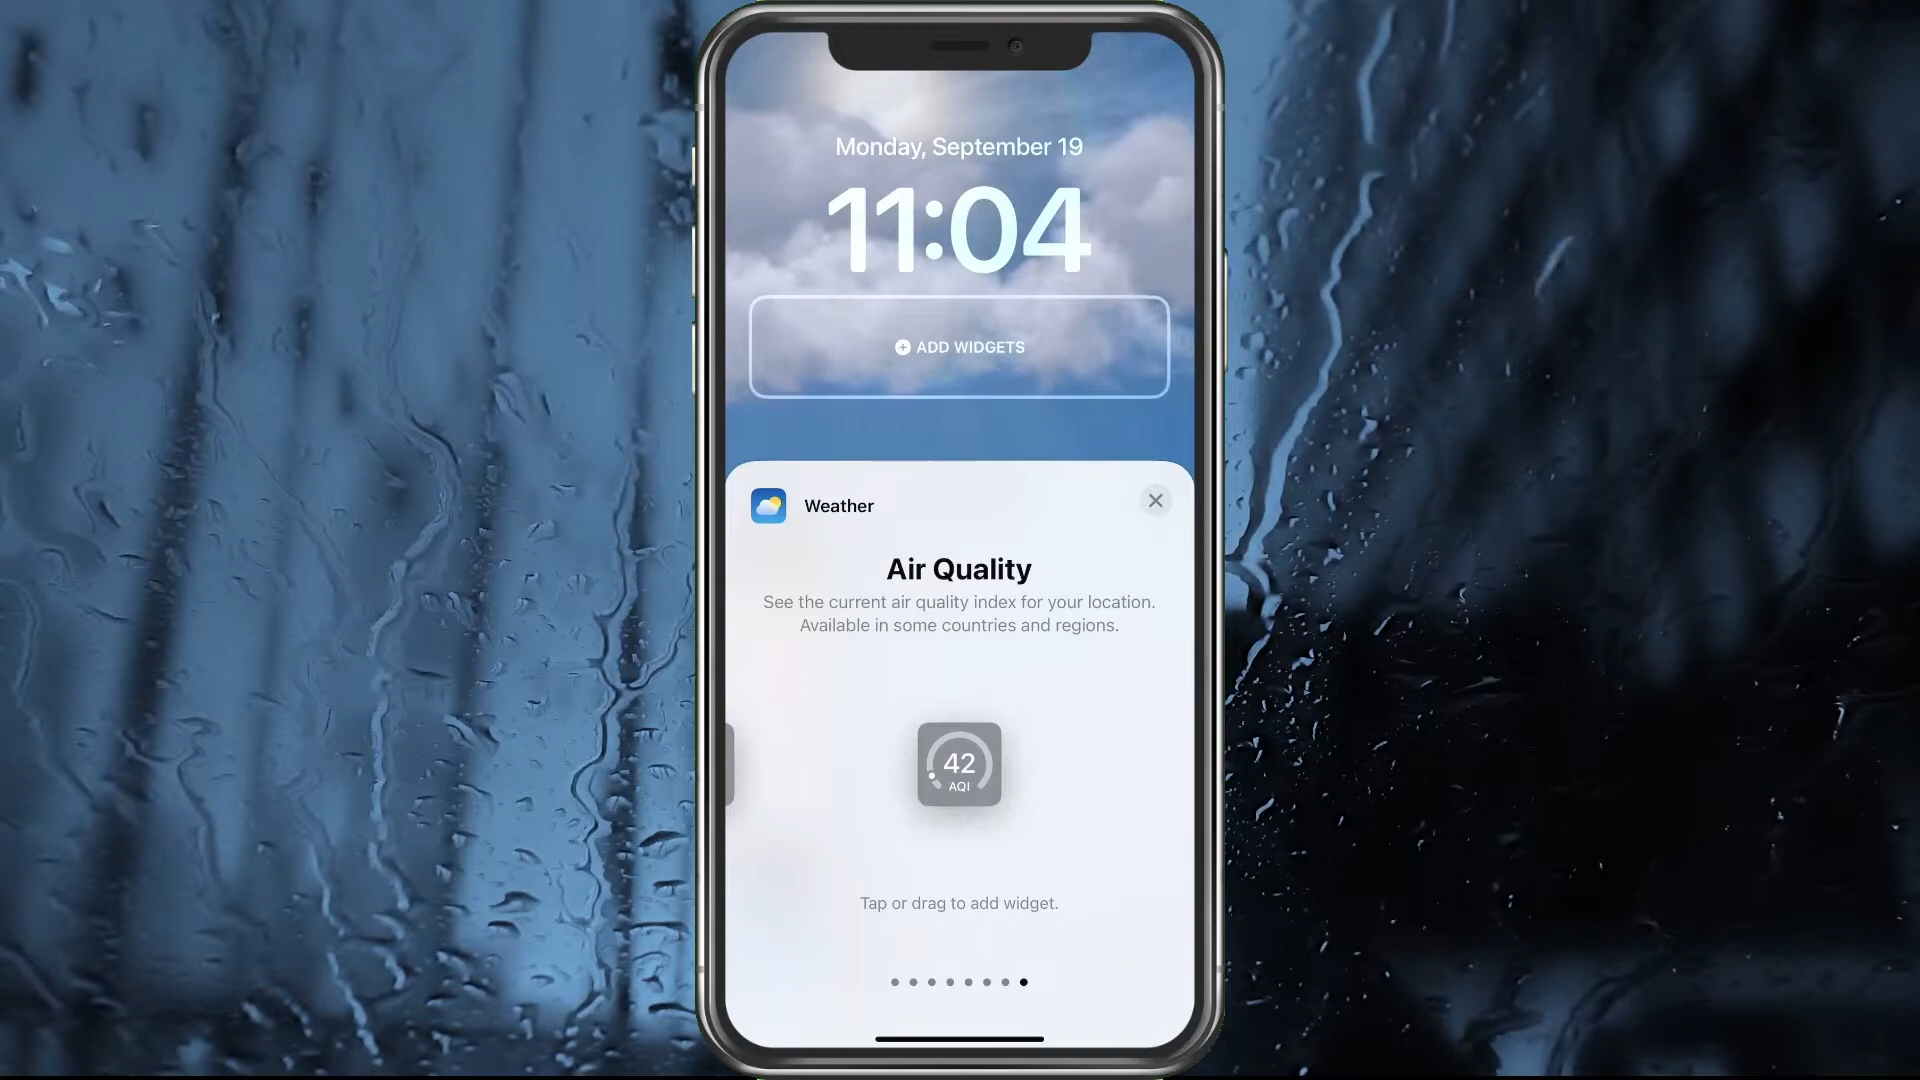 Monday, September 19
11:04
ADD WIDGETS
Weather
Air Quality
See the current air quality index for your location.
Available in some countries and regions.
42
AQI
Tap or drag to add widget.